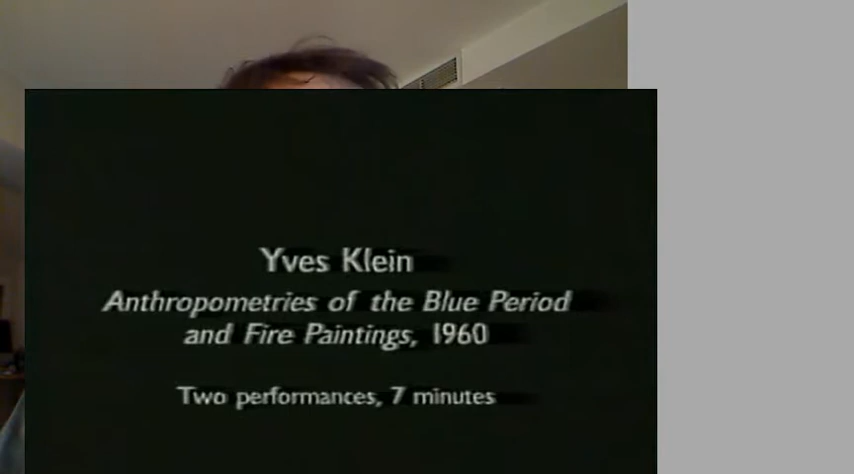 Yves Klein
Anthropometries of the Blue Period
and Fire Paintings, 1960
Two performances, 7 minutes